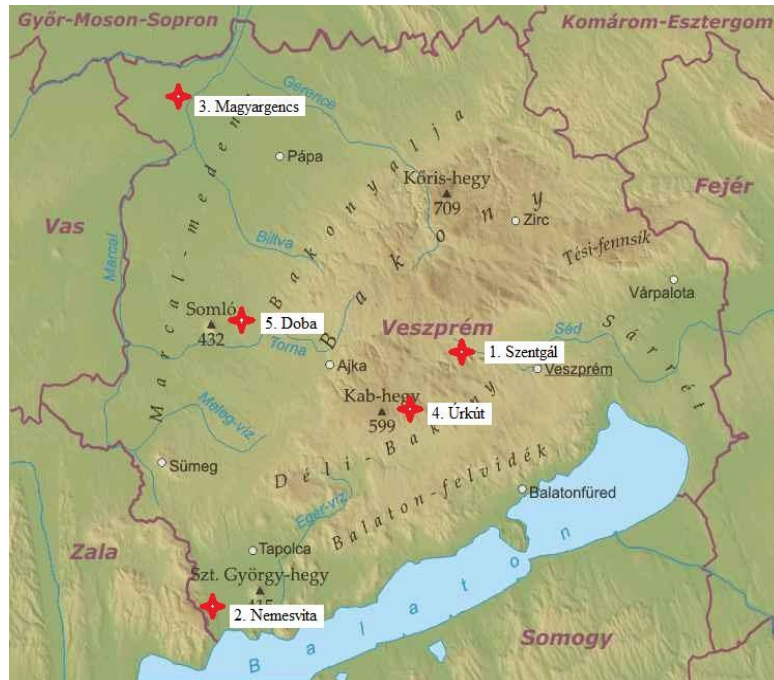 Győr-Moson-Sopron
Komárom-Esztergom
3. Magyargencs
Gerence
Pápa
Bakonyalja
Marcal-medence
Kőris-hegy
709
Zirc
Fejér
Vas
Bittva
Bakony
Tési-fennsík
Marcal
Várpalota
Somló
432
5. Doba
Torna
Veszprém
Séd
Sárrét
1. Szentgál
Ajka
Veszprém
Kab-hegy
599
4. Úrkút
Meleg-víz
Sümeg
Déli-Bakony
Balaton-felvidék
Eger-víz
Balatonfüred
Zala
Tapolca
Szt. György-hegy
415
2. Nemesvita
Balaton
Somogy